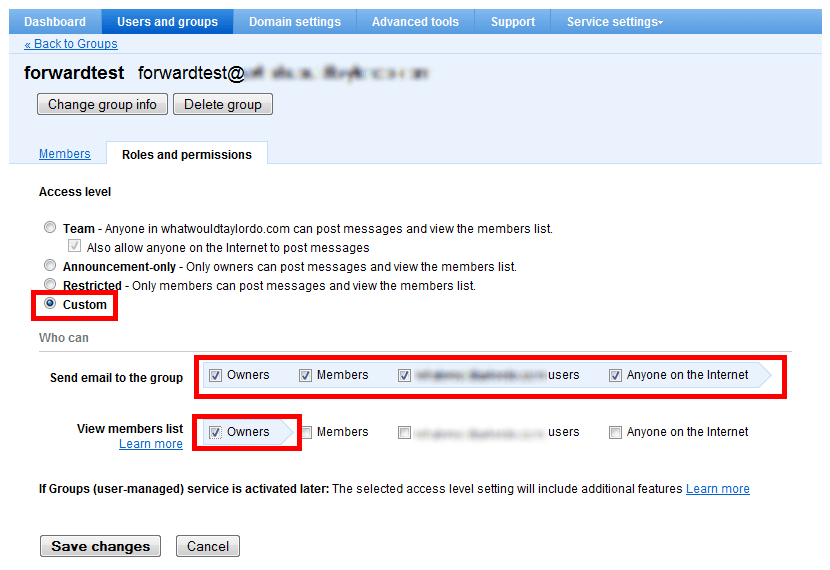 Dashboard Users and groups Domain settings Advanced tools Support Service settings
« Back to Groups
forwardtest forwardtest@
Change group info Delete group
Members Roles and permissions
Access level
Team - Anyone in whatwouldtaylordo.com can post messages and view the members list.
Also allow anyone on the Internet to post messages
Announcement-only - Only owners can post messages and view the members list.
Restricted - Only members can post messages and view the members list.
Custom
Who can
Send email to the group Owners Members users Anyone on the Internet
View members list Owners Members users Anyone on the Internet
Learn more
If Groups (user-managed) service is activated later: The selected access level setting will include additional features Learn more
Save changes Cancel